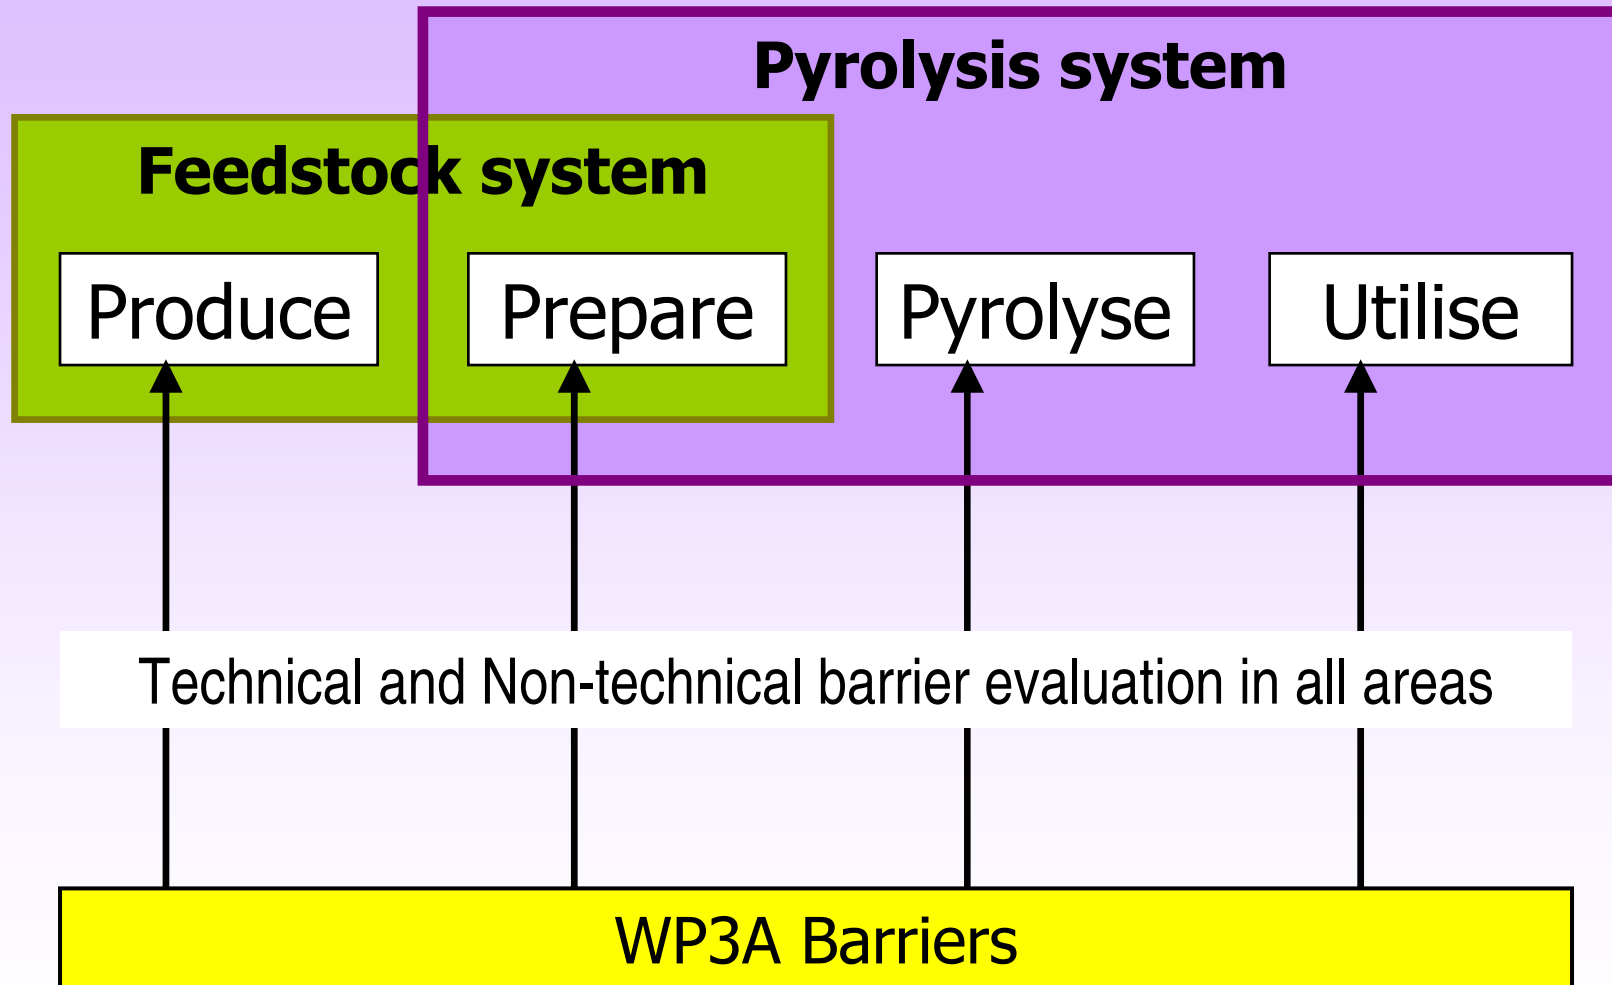 Pyrolysis system
Feedstock system
Produce
Prepare
Pyrolyse
Utilise
Technical and Non-technical barrier evaluation in all areas
WP3A Barriers